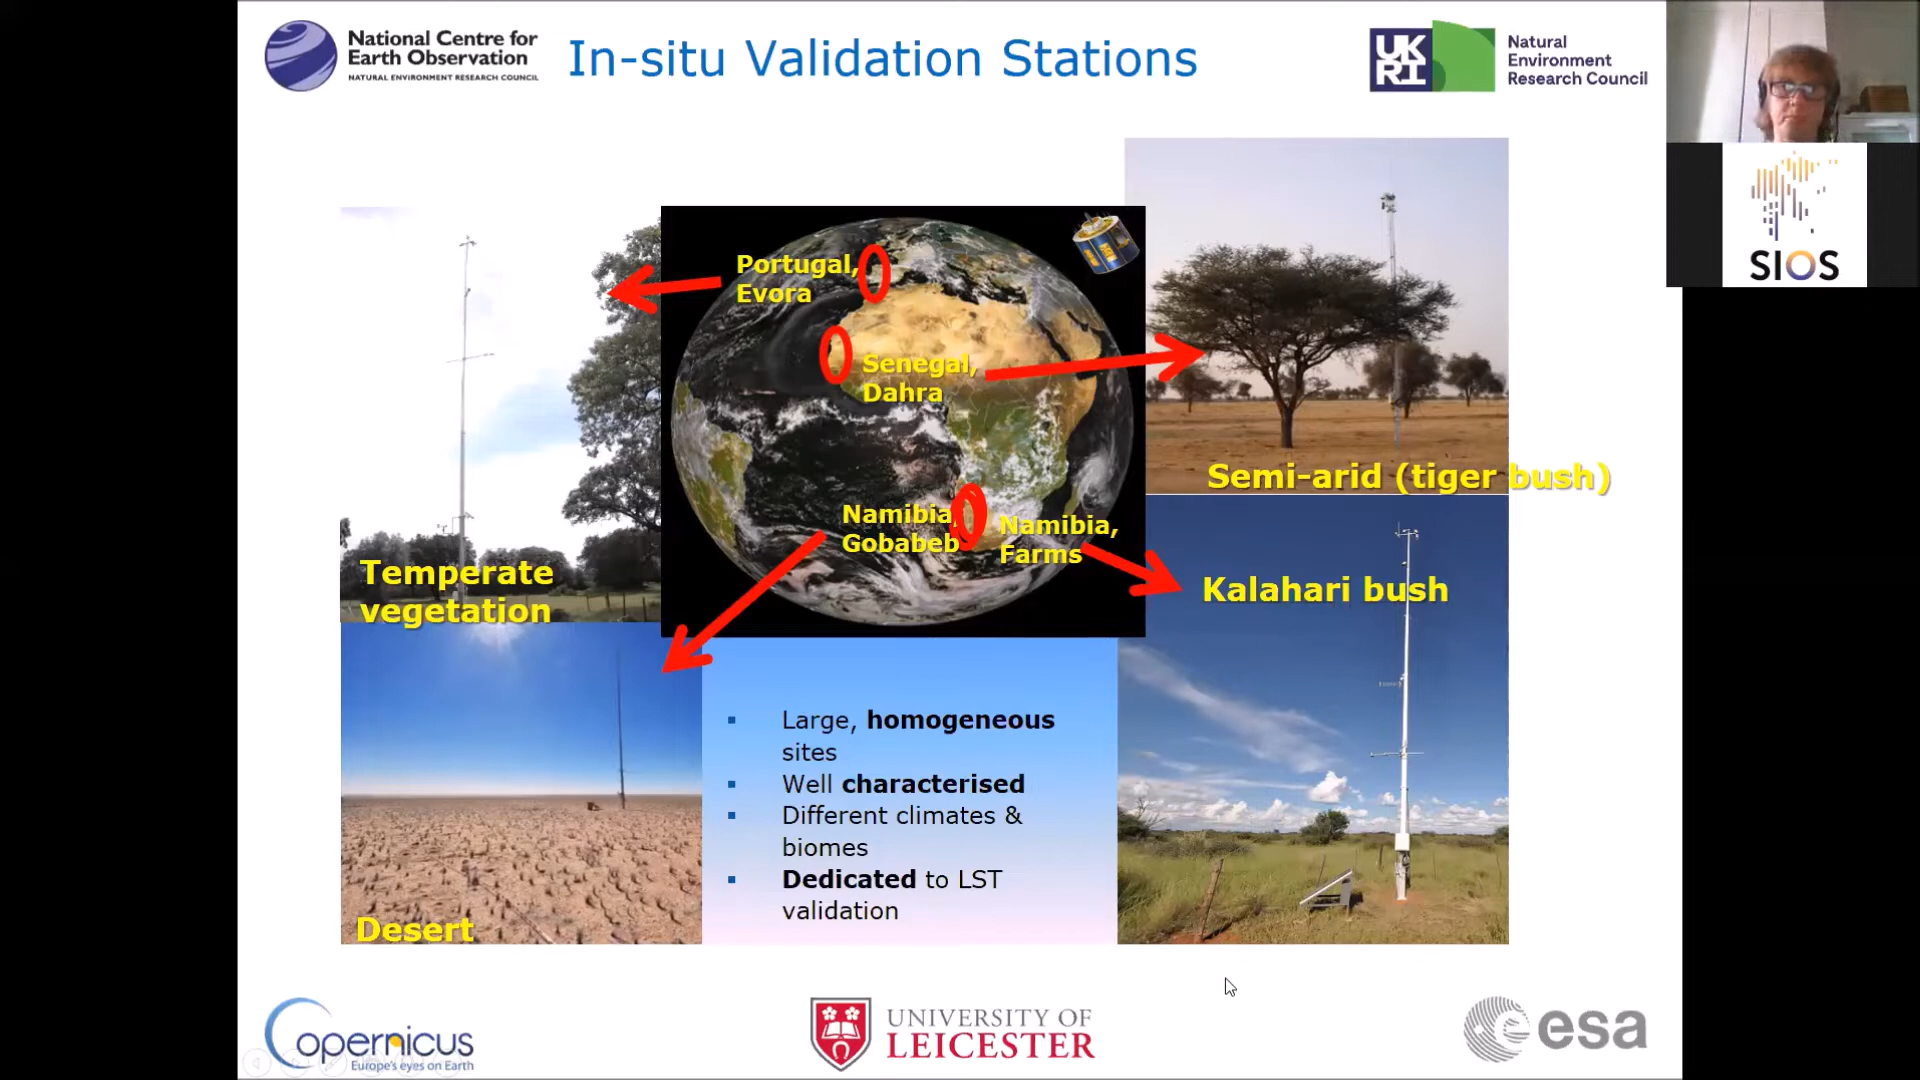 National Centre for
Earth Observation
NATURAL ENVIRONMENT RESEARCH COUNCIL
In-situ Validation Stations
UK
RI
Natural
Environment
Research Council
SIOS
Portugal,
Evora
Senegal,
Dahra
Semi-arid (tiger bush)
Namibia,
Gobabeb
Namibia,
Farms
Temperate
vegetation
Kalahari bush
Large, homogeneous
sites
Well characterised
Different climates &
biomes
Dedicated to LST
validation
Desert
Copernicus
Europe's eyes on Earth
UNIVERSITY OF
LEICESTER
esa